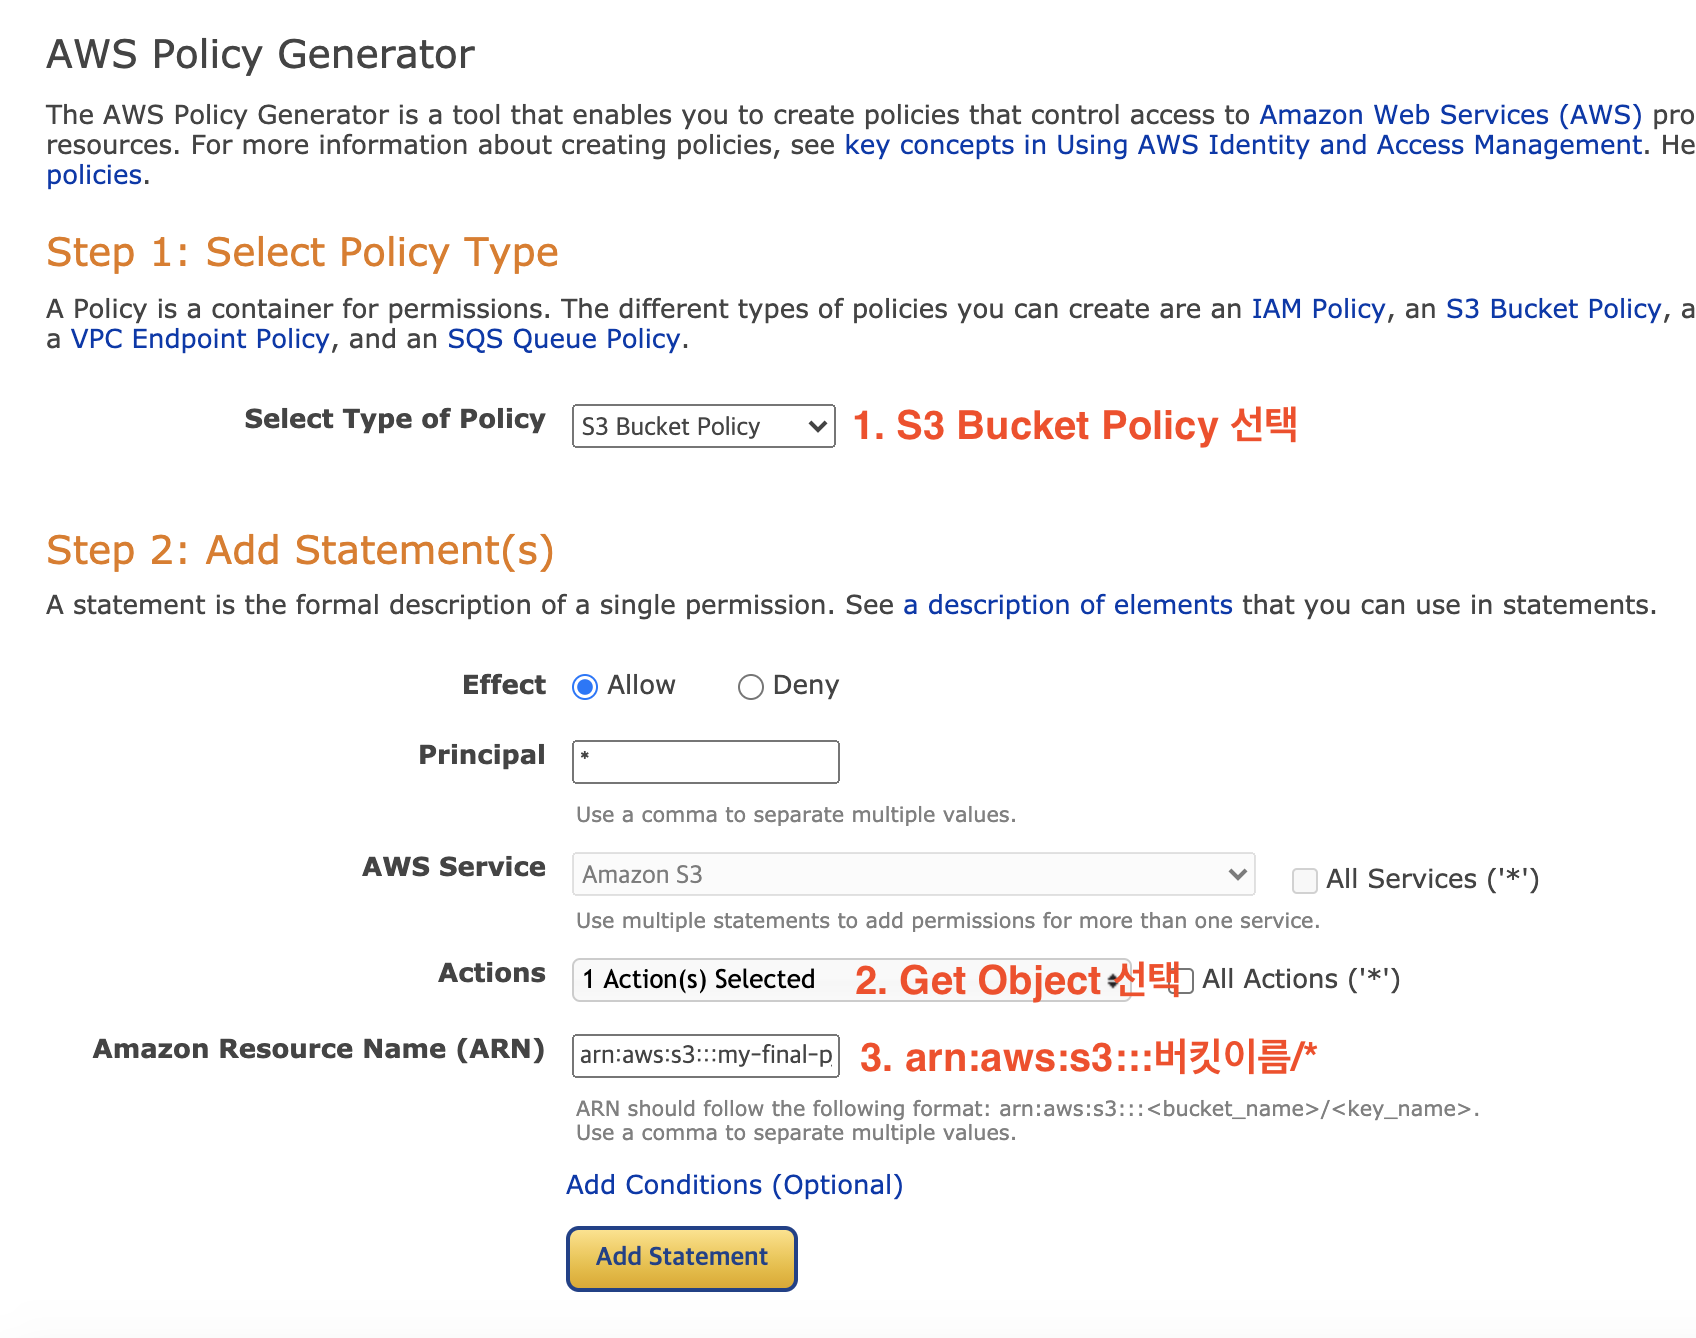 AWS Policy Generator
The AWS Policy Generator is a tool that enables you to create policies that control access to Amazon Web Services (AWS) pro
resources. For more information about creating policies, see key concepts in Using AWS Identity and Access Management. He
policies.
Step 1: Select Policy Type
A Policy is a container for permissions. The different types of policies you can create are an IAM Policy, an S3 Bucket Policy, a
a VPC Endpoint Policy, and an SQS Queue Policy.
Select Type of Policy S3 Bucket Policy 1. S3 Bucket Policy 선택
Step 2: Add Statement(s)
A statement is the formal description of a single permission. See a description of elements that you can use in statements.
Effect Allow Deny
Principal *
Use a comma to separate multiple values.
AWS Service Amazon S3 All Services ('*')
Use multiple statements to add permissions for more than one service.
Actions 1 Action(s) Selected 2. Get Object 선택 All Actions ('*')
Amazon Resource Name (ARN) arn:aws:s3:::my-final-p 3. arn:aws:s3:::버킷이름/*
ARN should follow the following format: arn:aws:s3:::<bucket_name>/<key_name>.
Use a comma to separate multiple values.
Add Conditions (Optional)
Add Statement